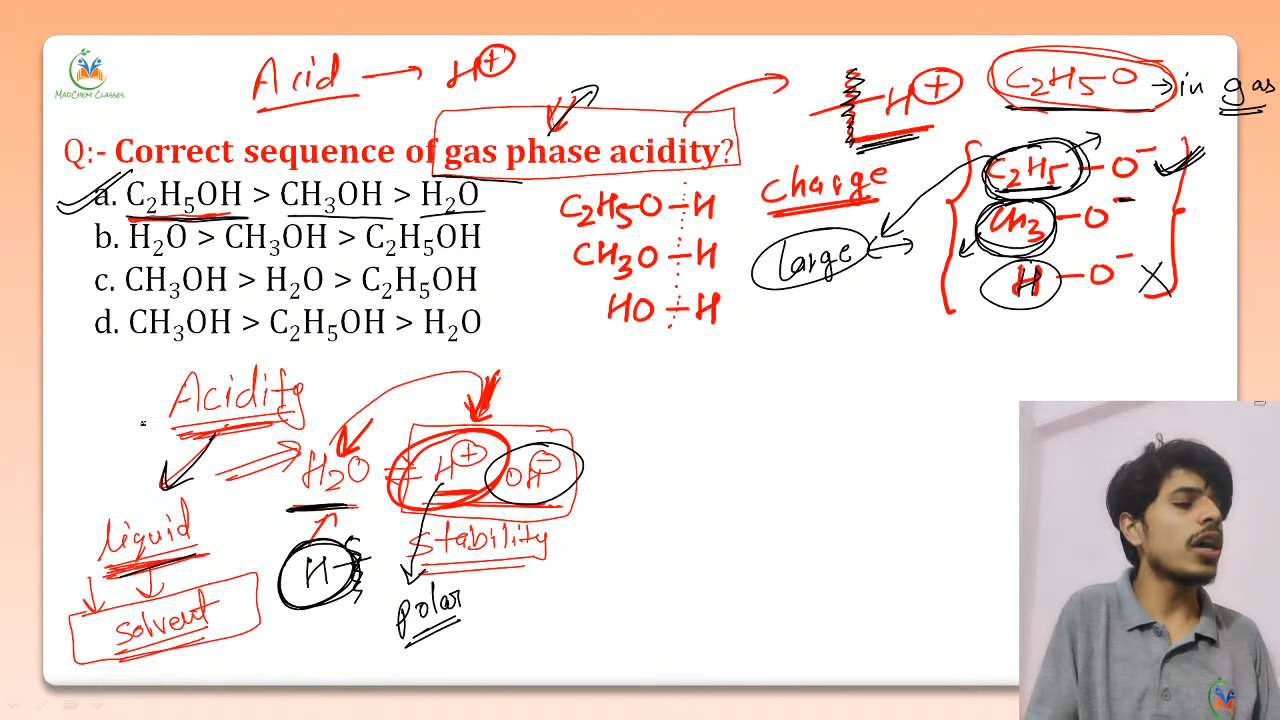 MADCHEM CLASSES
Acid → H⊕
Q:- Correct sequence of gas phase acidity?
a. C₂H₅OH > CH₃OH > H₂O
b. H₂O > CH₃OH > C₂H₅OH
c. CH₃OH > H₂O > C₂H₅OH
d. CH₃OH > C₂H₅OH > H₂O
C₂H₅O—H
CH₃O—H
HO—H
—H⊕
charge
large
C₂H₅O → in gas
C₂H₅—O⁻
CH₃—O⁻
H—O⁻
Acidity
liquid
solvent
H₂O
H⊕ OH⊖
stability
H
polar